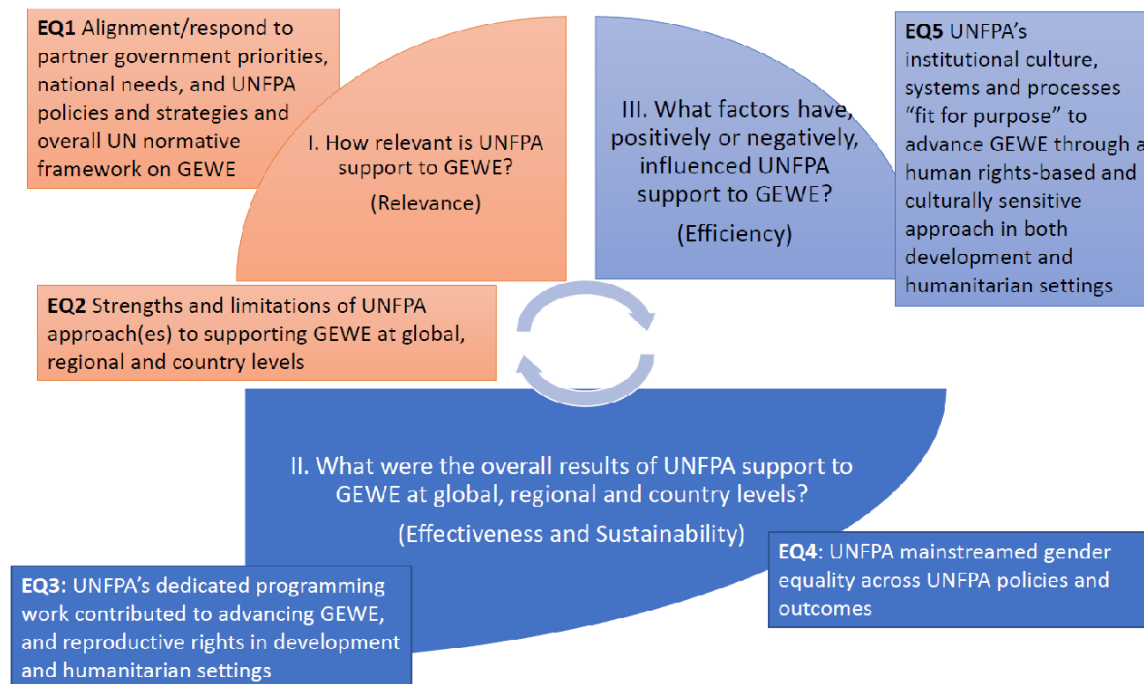 EQ1 Alignment/respond to
partner government priorities,
national needs, and UNFPA
policies and strategies and
overall UN normative
framework on GEWE
I. How relevant is UNFPA
support to GEWE?
(Relevance)
EQ2 Strengths and limitations of UNFPA
approach(es) to supporting GEWE at global,
regional and country levels
III. What factors have,
positively or negatively,
influenced UNFPA
support to GEWE?
(Efficiency)
EQ5 UNFPA's
institutional culture,
systems and processes
“fit for purpose” to
advance GEWE through a
human rights-based and
culturally sensitive
approach in both
development and
humanitarian settings
II. What were the overall results of UNFPA support to
GEWE at global, regional and country levels?
(Effectiveness and Sustainability)
EQ3: UNFPA's dedicated programming
work contributed to advancing GEWE,
and reproductive rights in development
and humanitarian settings
EQ4: UNFPA mainstreamed gender
equality across UNFPA policies and
outcomes